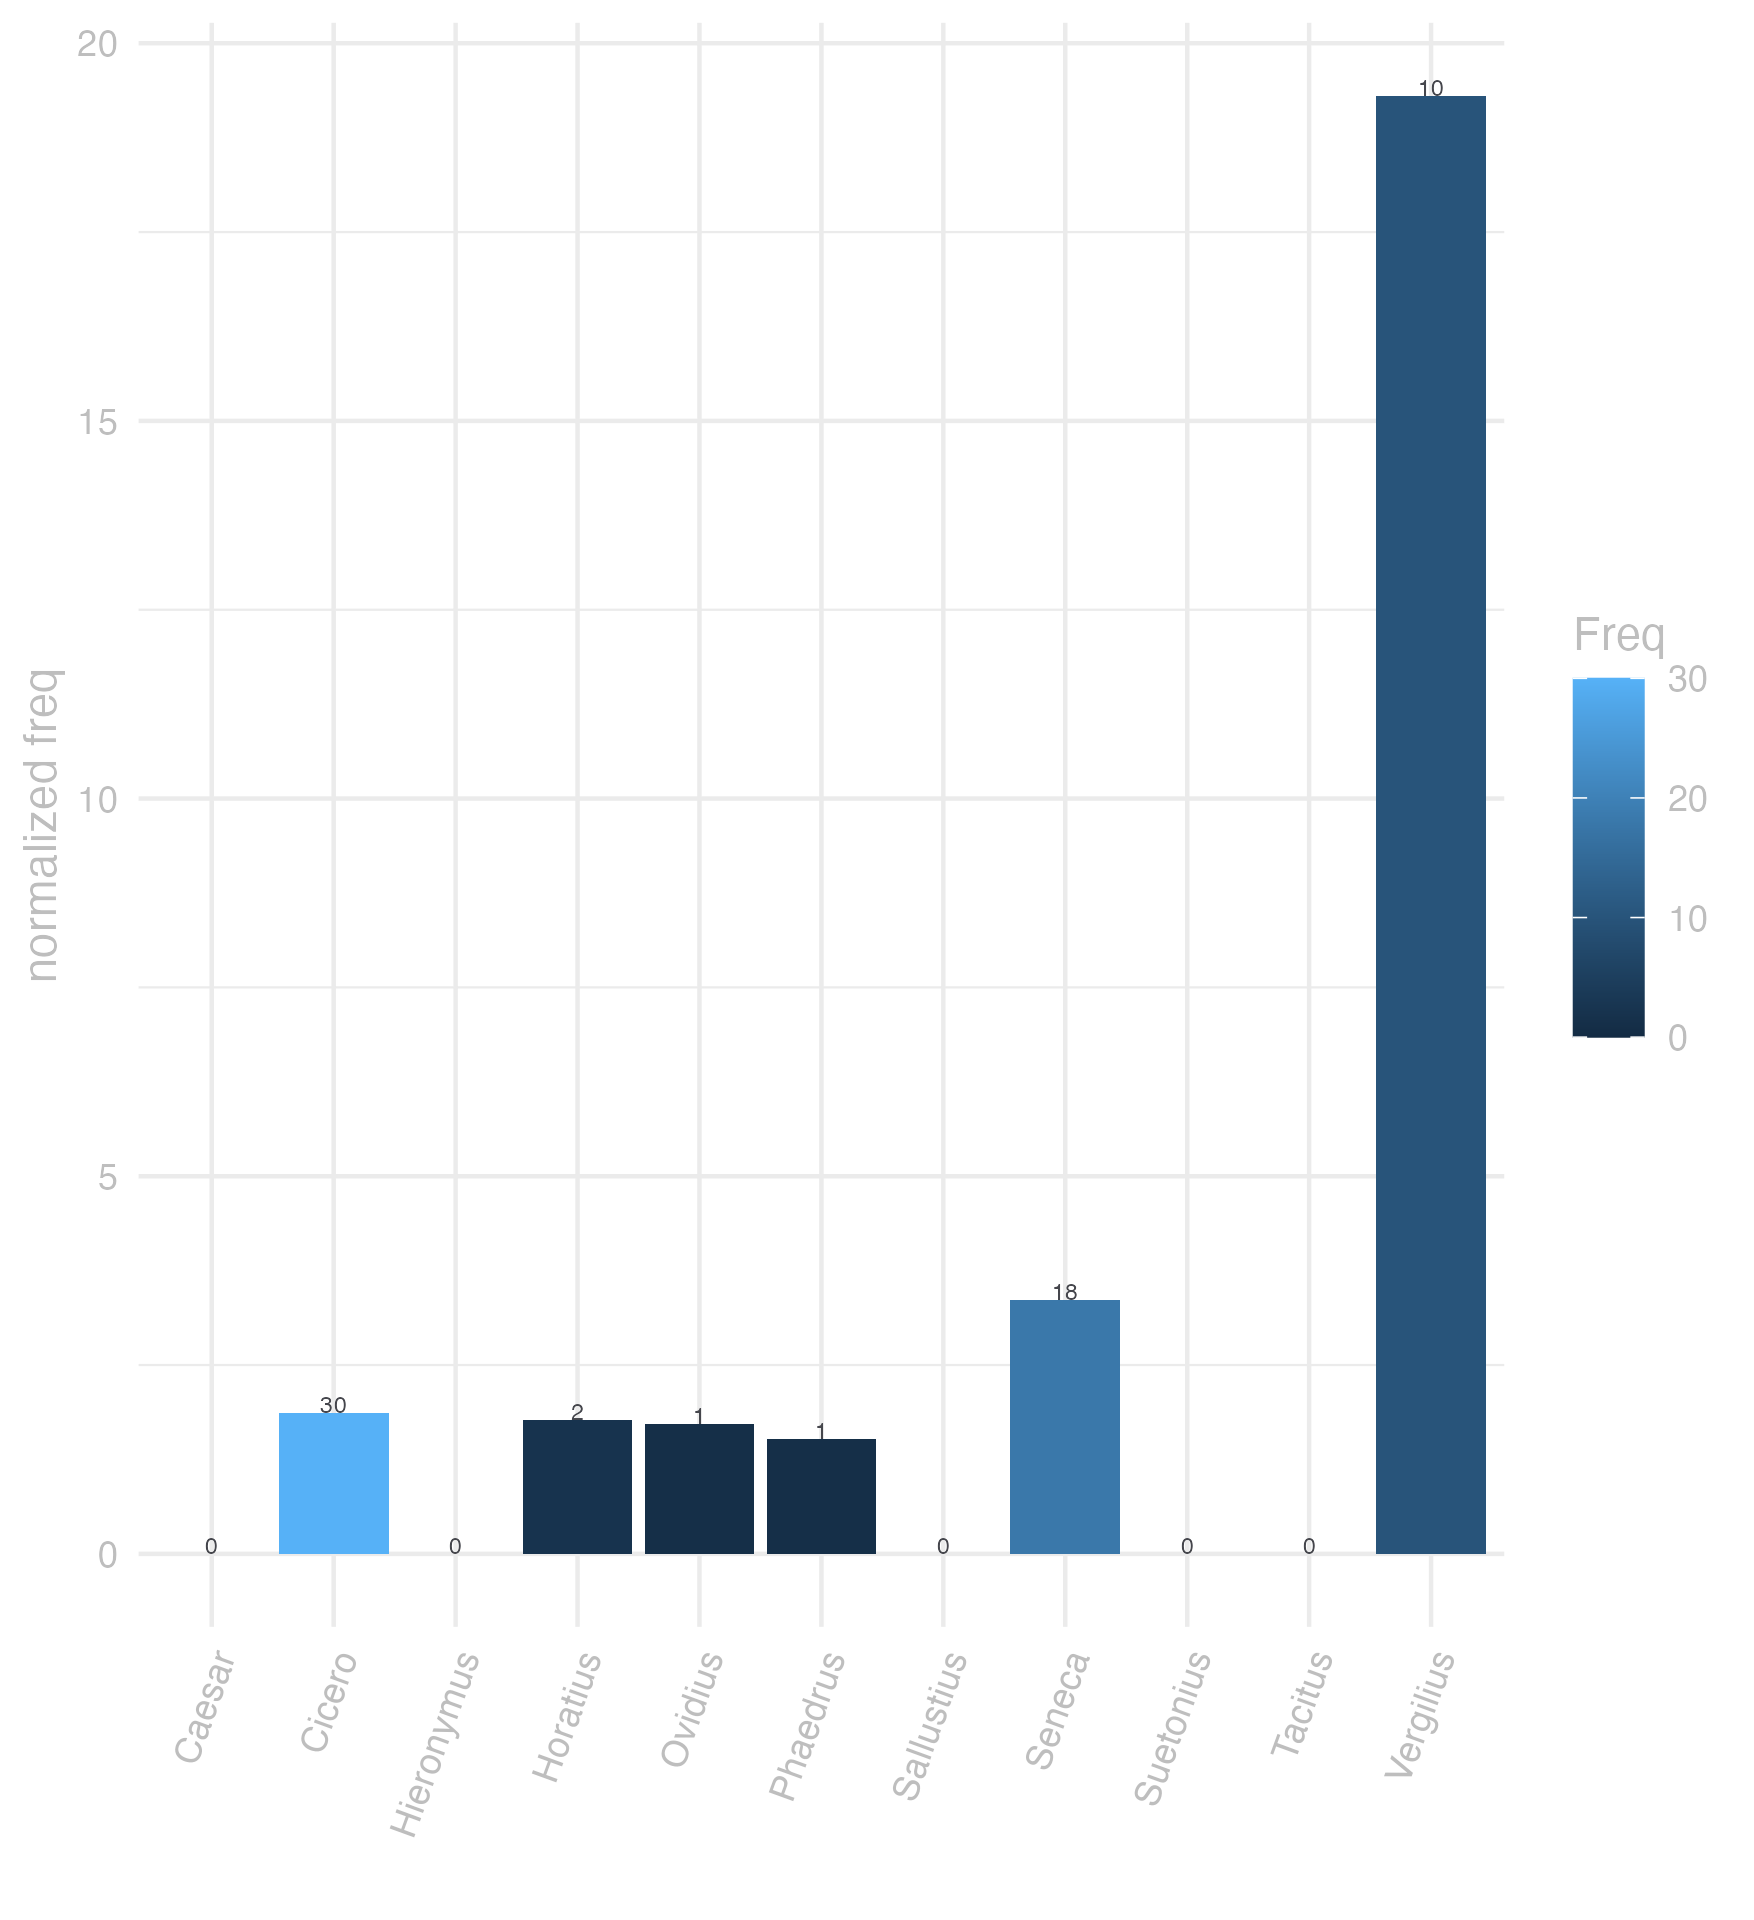 20
15
10
5
0
normalized freq
10
18
30
2
1
1
0
0
0
0
0
Caesar
Cicero
Hieronymus
Horatius
Ovidius
Phaedrus
Sallustius
Seneca
Suetonius
Tacitus
Vergilius
Freq
30
20
10
0